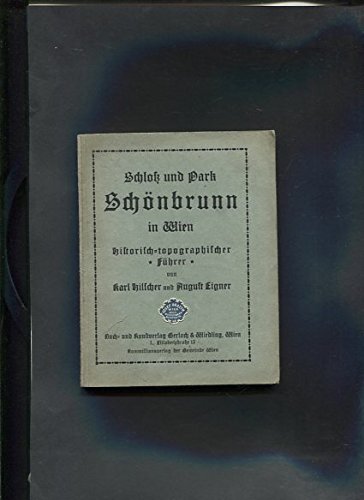 Schloß und Park
Schönbrunn
in Wien
Historisch-topographischer
* Führer *
von
Karl Hilscher und August Eigner
Buch- und Kunstverlag Gerlach & Wiedling, Wien
I., Elisabethstraße 13
Kommissionsverlag der Gemeinde Wien